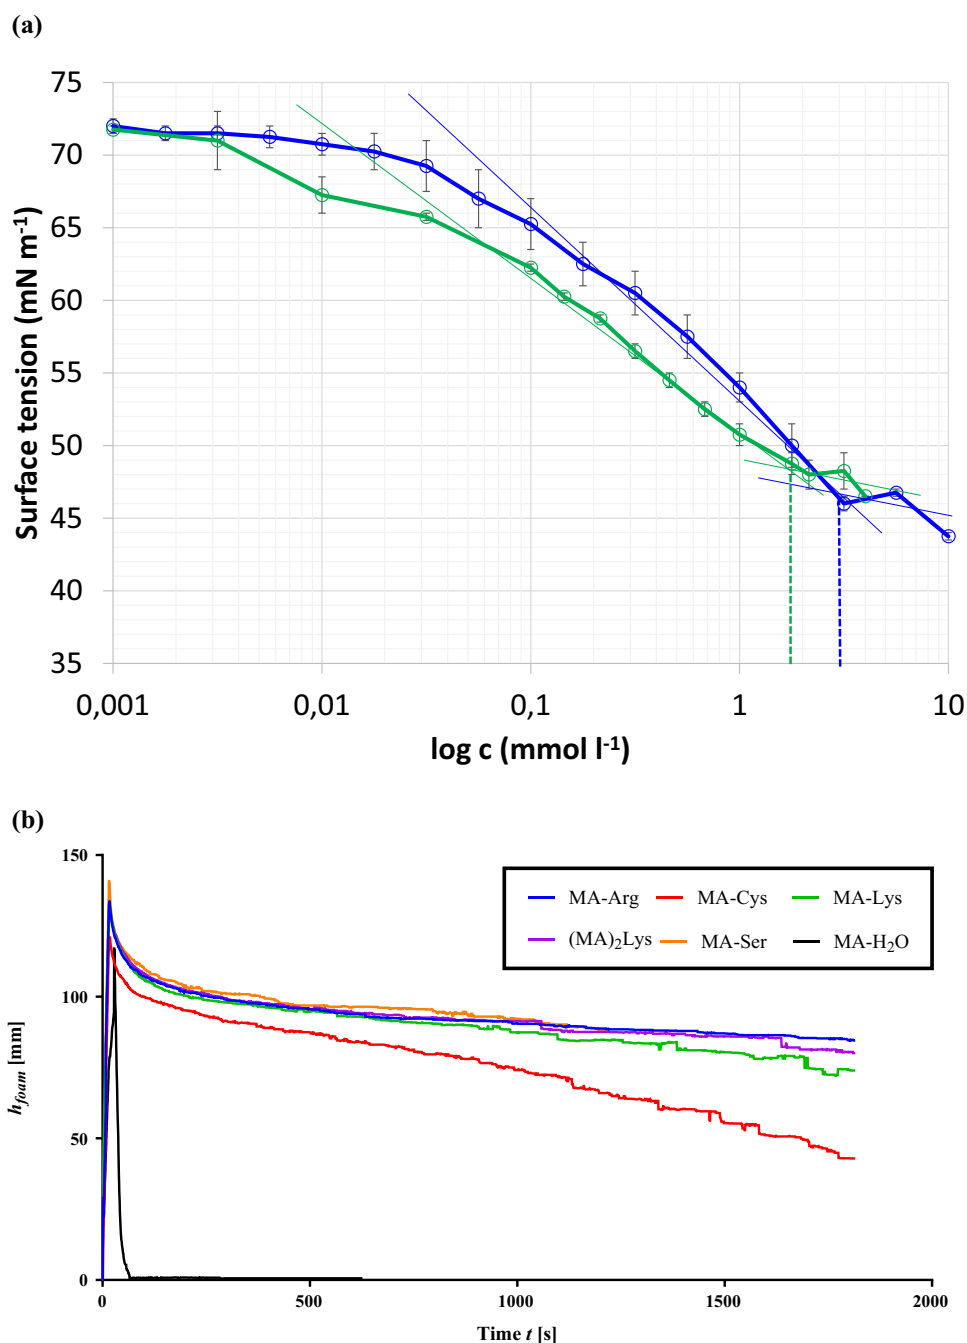 (a)
75
70
65
60
55
50
45
40
35
Surface tension (mN m-1)
0,001 0,01 0,1 1 10
log c (mmol l-1)
(b)
150
100
50
0
hfoam [mm]
MA-Arg MA-Cys MA-Lys
(MA)2Lys MA-Ser MA-H2O
0 500 1000 1500 2000
Time t [s]